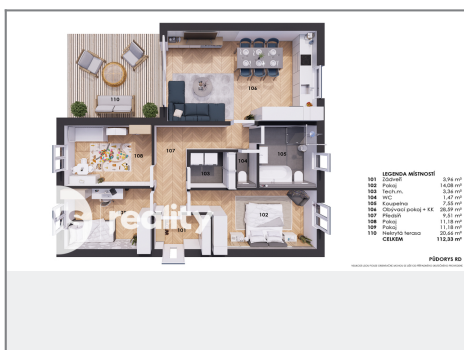 110
106
108
107
103
104
105
reality
102
101
LEGENDA MÍSTNOSTÍ
101 Zádveří 3,96 m²
102 Pokoj 14,08 m²
103 Tech.m. 3,36 m²
104 WC 1,47 m²
105 Koupelna 7,55 m²
106 Obývací pokoj + KK 28,59 m²
107 Předsíň 9,51 m²
108 Pokoj 11,18 m²
109 Pokoj 11,18 m²
110 Nekrytá terasa 20,66 m²
CELKEM 112,33 m²
PŮDORYS RD